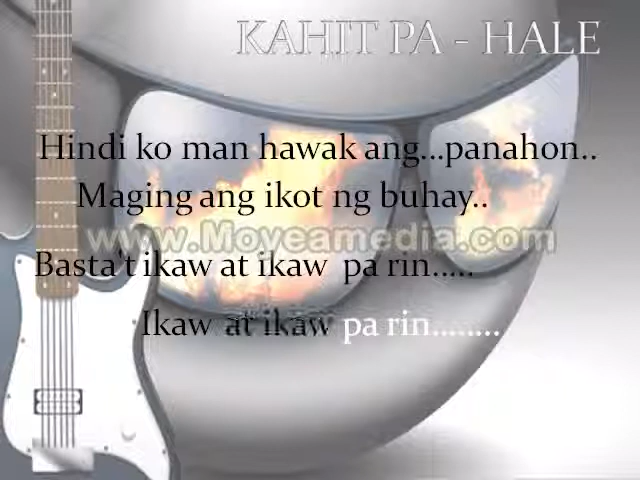 KAHIT PA - HALE
Hindi ko man hawak ang...panahon..
Maging ang ikot ng buhay..
www.Moyeamedia.com
Basta't ikaw at ikaw pa rin.....
Ikaw at ikaw pa rin........